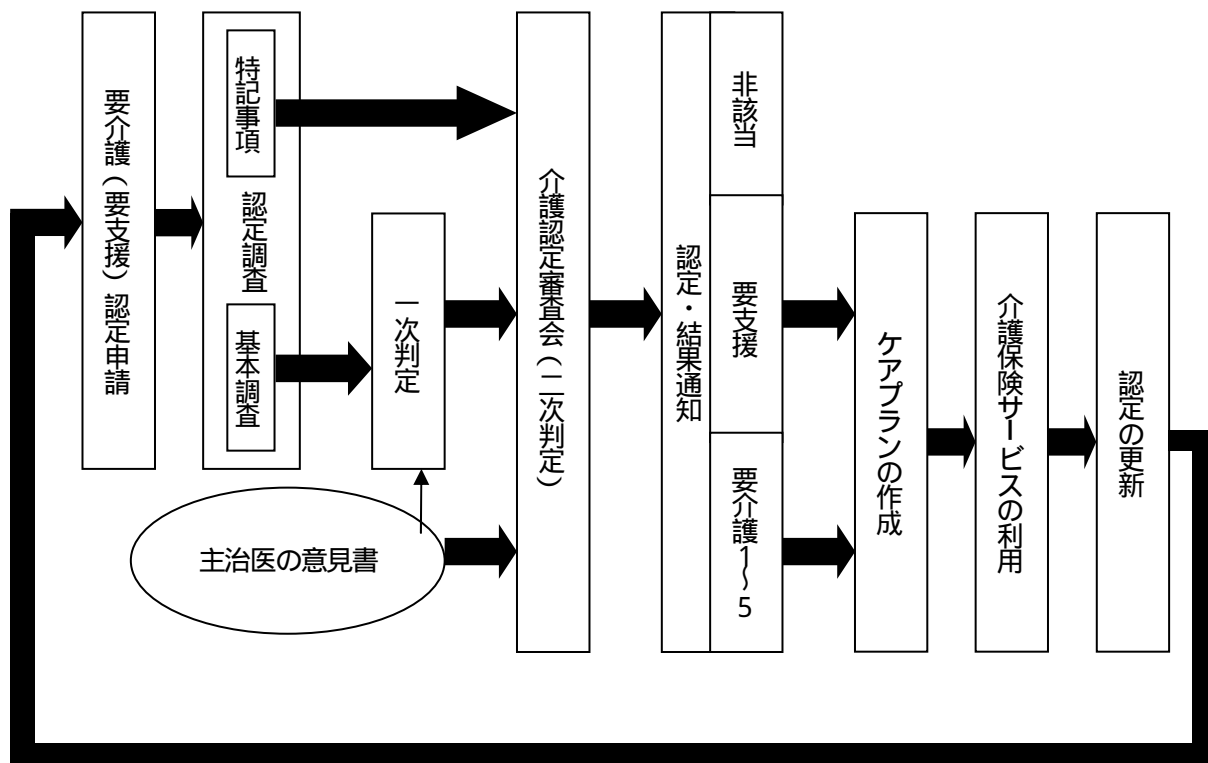 要介護(要支援)認定申請
特記事項
認定調査
基本調査
一次判定
主治医の意見書
介護認定審査会(二次判定)
認定・結果通知
非該当
要支援
要介護1～5
ケアプランの作成
介護保険サービスの利用
認定の更新